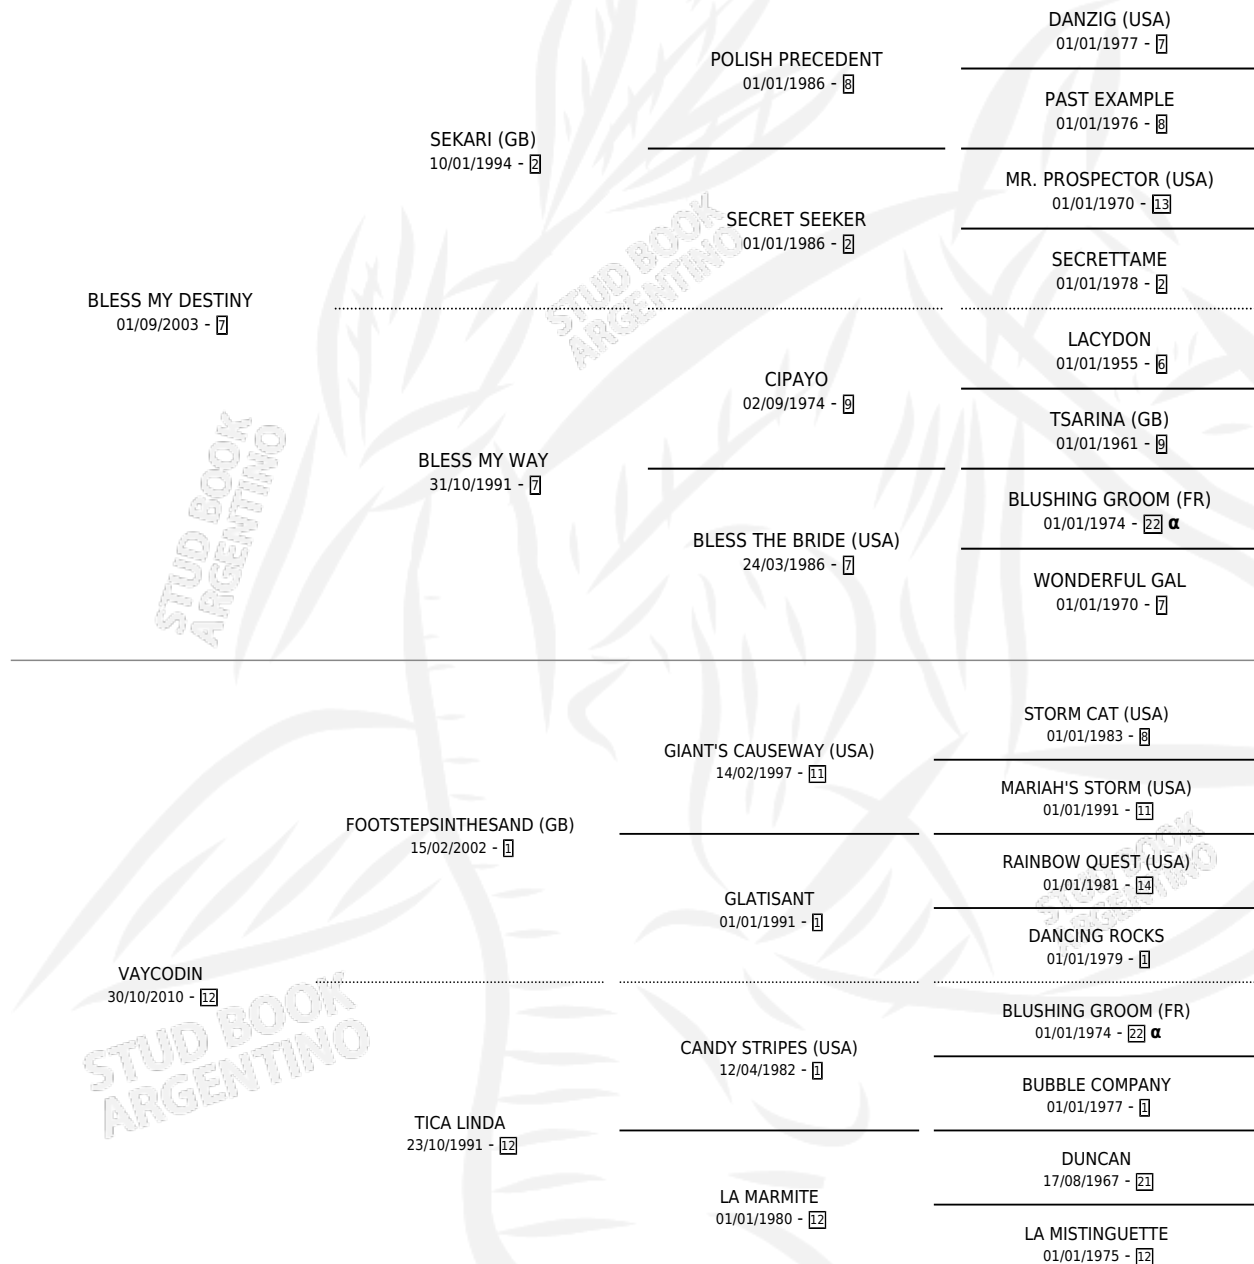 DANZIG (USA)
01/01/1977 - 7
POLISH PRECEDENT
01/01/1986 - 8
PAST EXAMPLE
01/01/1976 - 8
SEKARI (GB)
10/01/1994 - 2
MR. PROSPECTOR (USA)
01/01/1970 - 13
SECRET SEEKER
01/01/1986 - 2
SECRETTAME
01/01/1978 - 2
BLESS MY DESTINY
01/09/2003 - 7
LACYDON
01/01/1955 - 6
CIPAYO
02/09/1974 - 9
TSARINA (GB)
01/01/1961 - 9
BLESS MY WAY
31/10/1991 - 7
BLUSHING GROOM (FR)
01/01/1974 - 22 α
BLESS THE BRIDE (USA)
24/03/1986 - 7
WONDERFUL GAL
01/01/1970 - 7
STORM CAT (USA)
01/01/1983 - 8
GIANT'S CAUSEWAY (USA)
14/02/1997 - 11
MARIAH'S STORM (USA)
01/01/1991 - 11
FOOTSTEPSINTHESAND (GB)
15/02/2002 - 1
RAINBOW QUEST (USA)
01/01/1981 - 14
GLATISANT
01/01/1991 - 1
DANCING ROCKS
01/01/1979 - 1
VAYCODIN
30/10/2010 - 12
BLUSHING GROOM (FR)
01/01/1974 - 22 α
CANDY STRIPES (USA)
12/04/1982 - 1
BUBBLE COMPANY
01/01/1977 - 1
TICA LINDA
23/10/1991 - 12
DUNCAN
17/08/1967 - 21
LA MARMITE
01/01/1980 - 12
LA MISTINGUETTE
01/01/1975 - 12
STUD BOOK
ARGENTINO
STUD BOOK
ARGENTINO
STUD BOOK
ARGENTINO
STUD BOOK
ARGENTINO